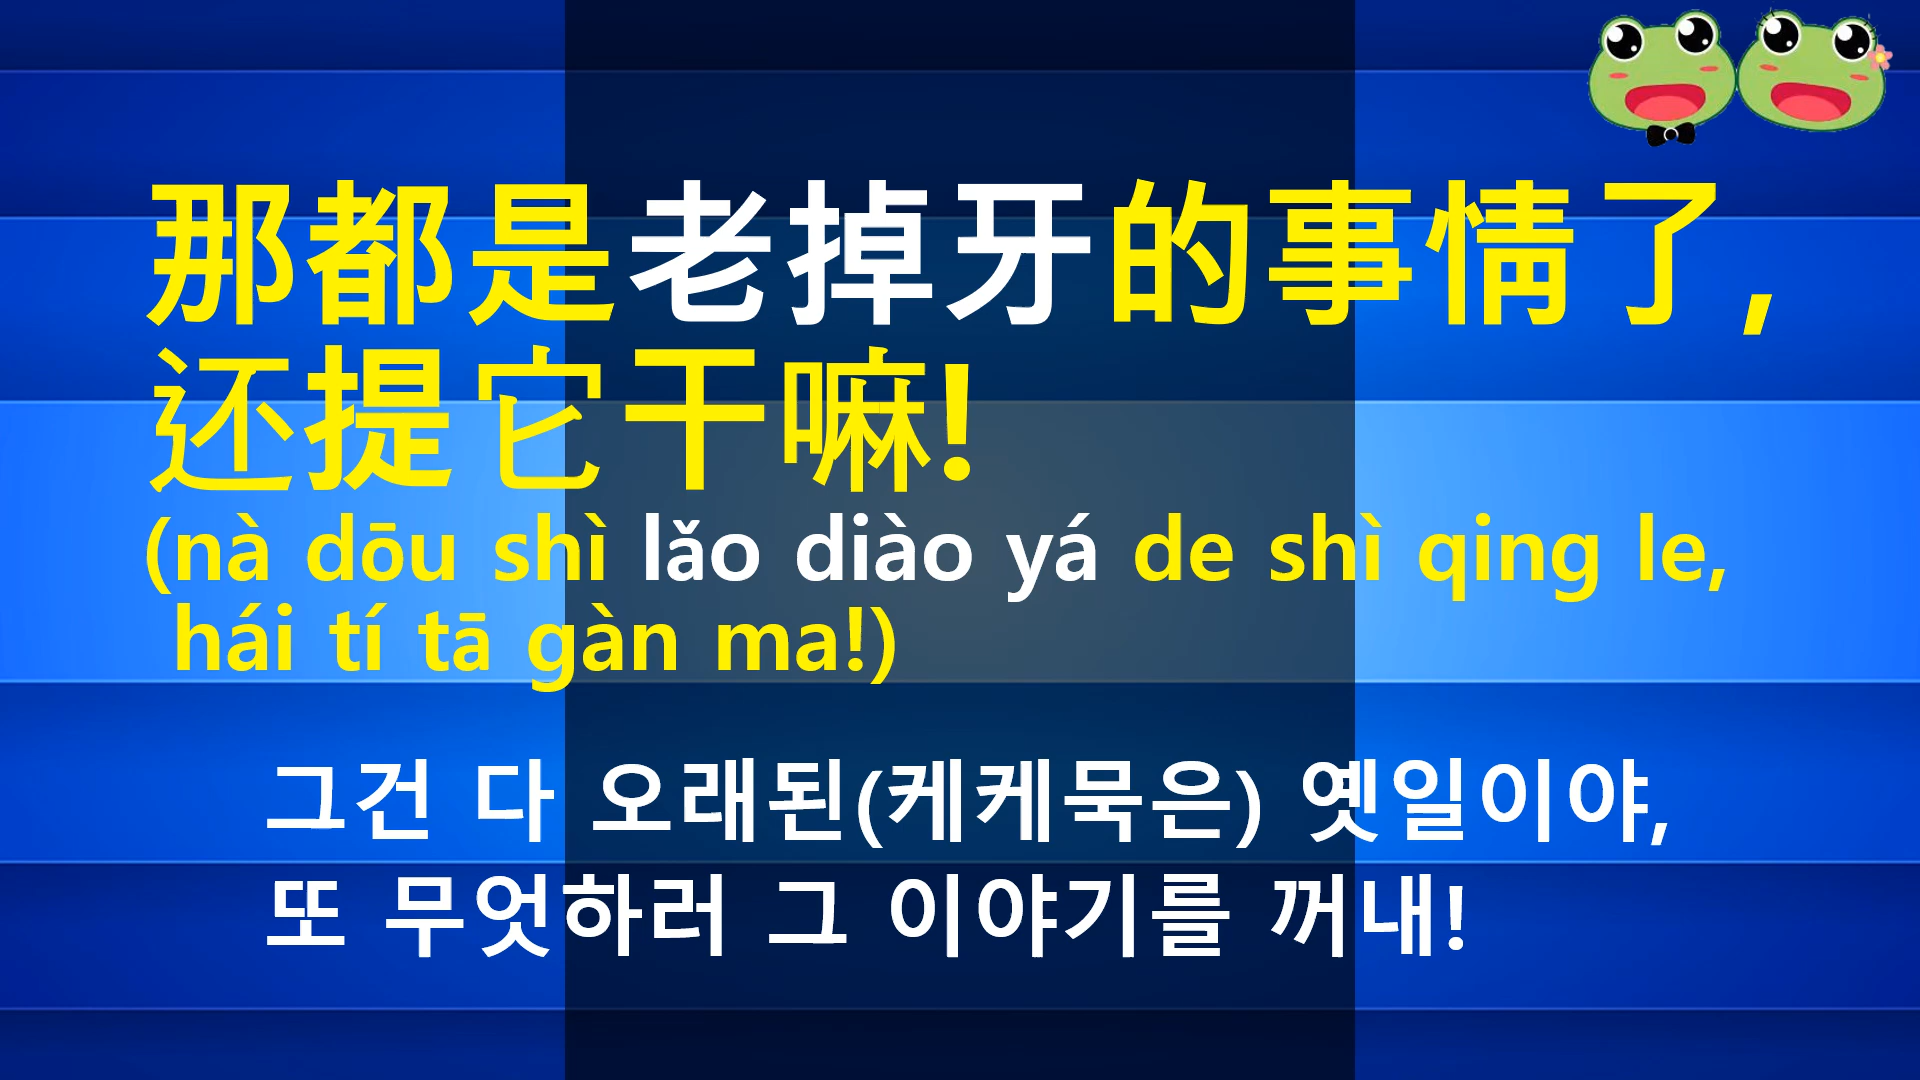 那都是老掉牙的事情了,
还提它干嘛!
(nà dōu shì lǎo diào yá de shì qing le,
hái tí tā gàn ma!)
그건 다 오래된(케케묵은) 옛일이야,
또 무엇하러 그 이야기를 꺼내!